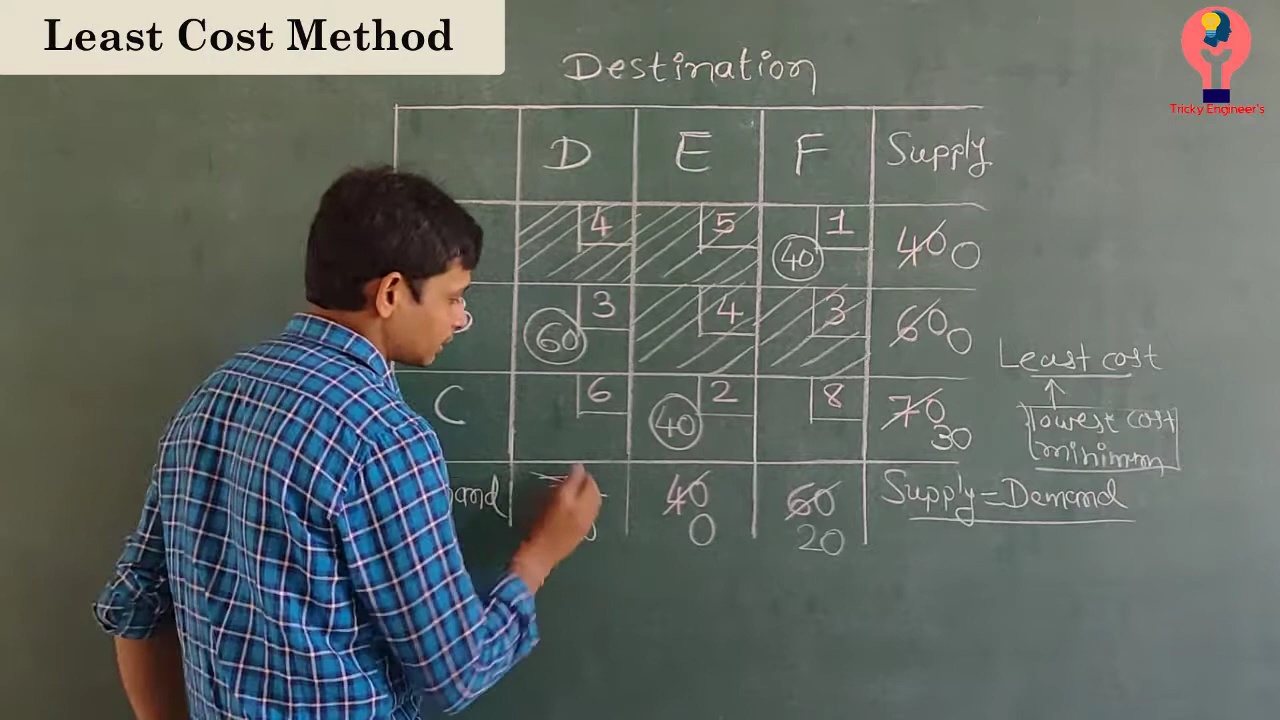 Least Cost Method
Tricky Engineer's
Destination
D E F Supply
4 5 1 40 0
40
3 4 3 60 0
60
C 6 2 8 70 30
40
40 60
0 20
Least cost
lowest cost
minimum
Supply = Demand